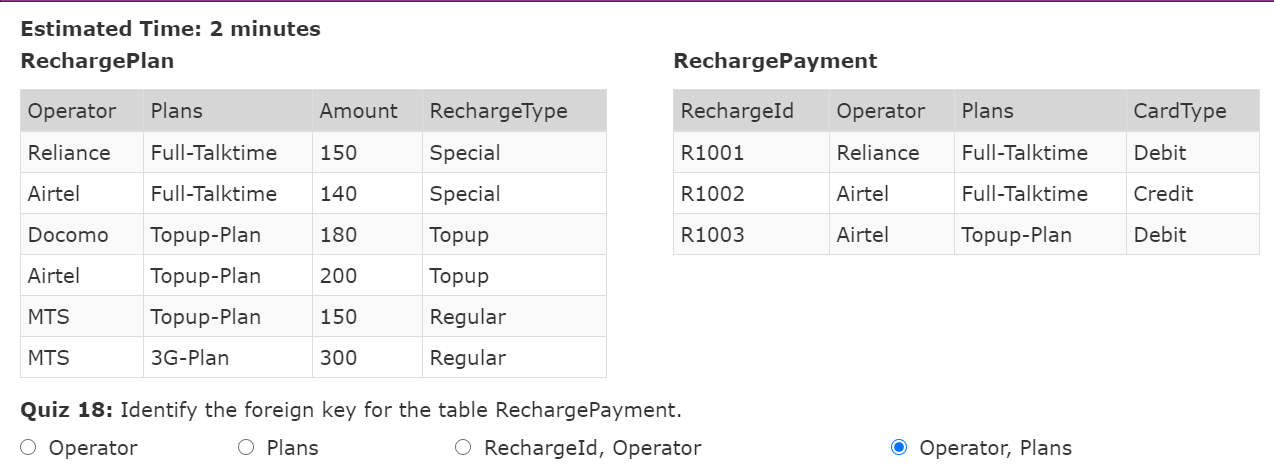 Estimated Time: 2 minutes
RechargePlan
Operator Plans Amount RechargeType
Reliance Full-Talktime 150 Special
Airtel Full-Talktime 140 Special
Docomo Topup-Plan 180 Topup
Airtel Topup-Plan 200 Topup
MTS Topup-Plan 150 Regular
MTS 3G-Plan 300 Regular
RechargePayment
RechargeId Operator Plans CardType
R1001 Reliance Full-Talktime Debit
R1002 Airtel Full-Talktime Credit
R1003 Airtel Topup-Plan Debit
Quiz 18: Identify the foreign key for the table RechargePayment.
Operator Plans RechargeId, Operator Operator, Plans